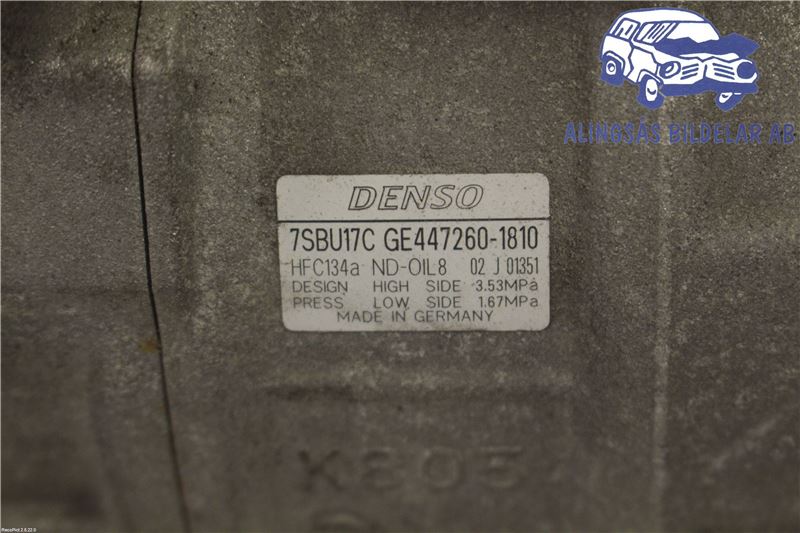 ALINGSÅS BILDELAR AB
DENSO
7SBU17C GE447260-1810
HFC134a ND-OIL8 02 J 01351
DESIGN HIGH SIDE 3.53MPa
PRESS LOW SIDE 1.67MPa
MADE IN GERMANY
K805